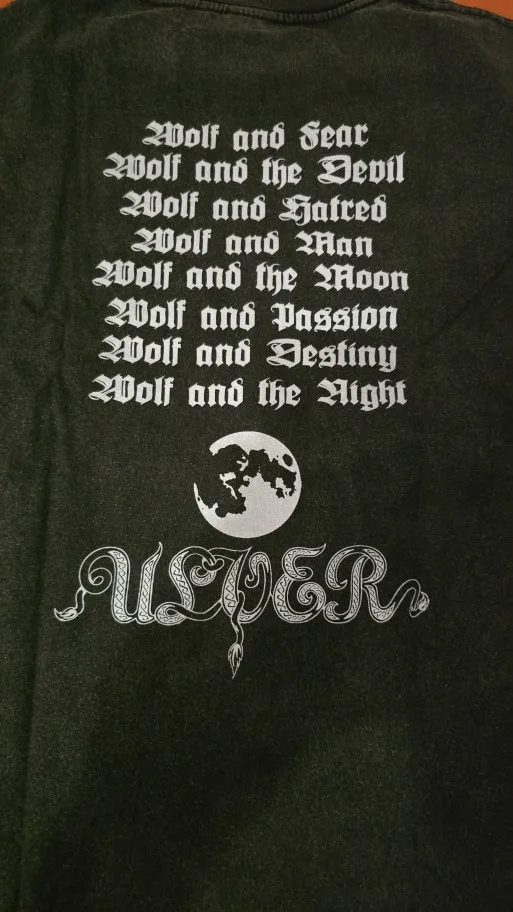 Wolf and Fear
Wolf and the Devil
Wolf and Hatred
Wolf and Man
Wolf and the Moon
Wolf and Passion
Wolf and Destiny
Wolf and the Night
ULVER